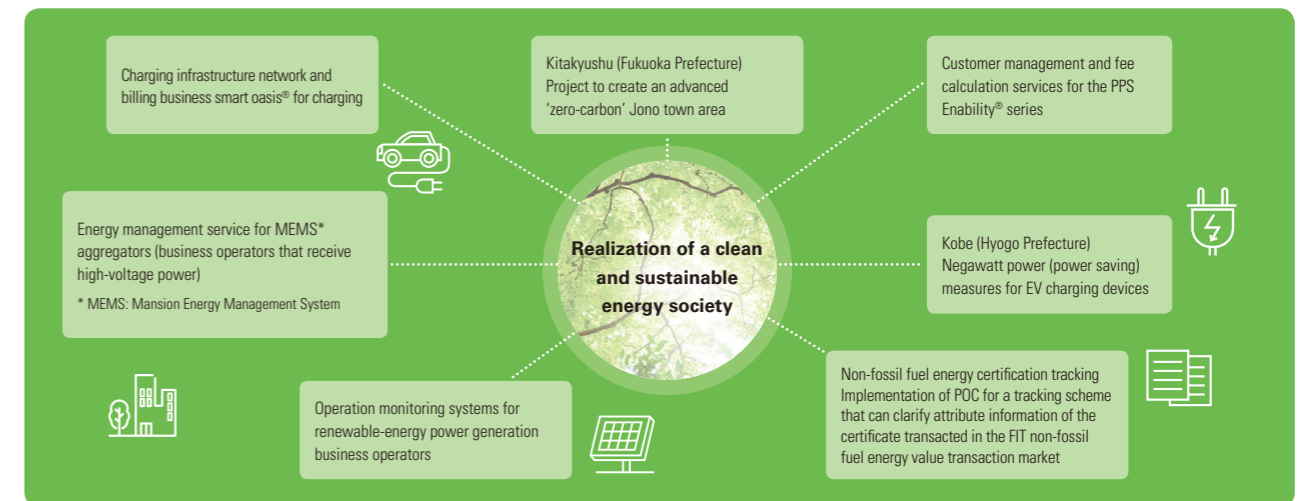 Charging infrastructure network and
billing business smart oasis® for charging
Kitakyushu (Fukuoka Prefecture)
Project to create an advanced
‘zero-carbon’ Jono town area
Customer management and fee
calculation services for the PPS
Enability® series
Energy management service for MEMS*
aggregators (business operators that receive
high-voltage power)
* MEMS: Mansion Energy Management System
Realization of a clean
and sustainable
energy society
Kobe (Hyogo Prefecture)
Negawatt power (power saving)
measures for EV charging devices
Operation monitoring systems for
renewable-energy power generation
business operators
Non-fossil fuel energy certification tracking
Implementation of POC for a tracking scheme
that can clarify attribute information of the
certificate transacted in the FIT non-fossil
fuel energy value transaction market